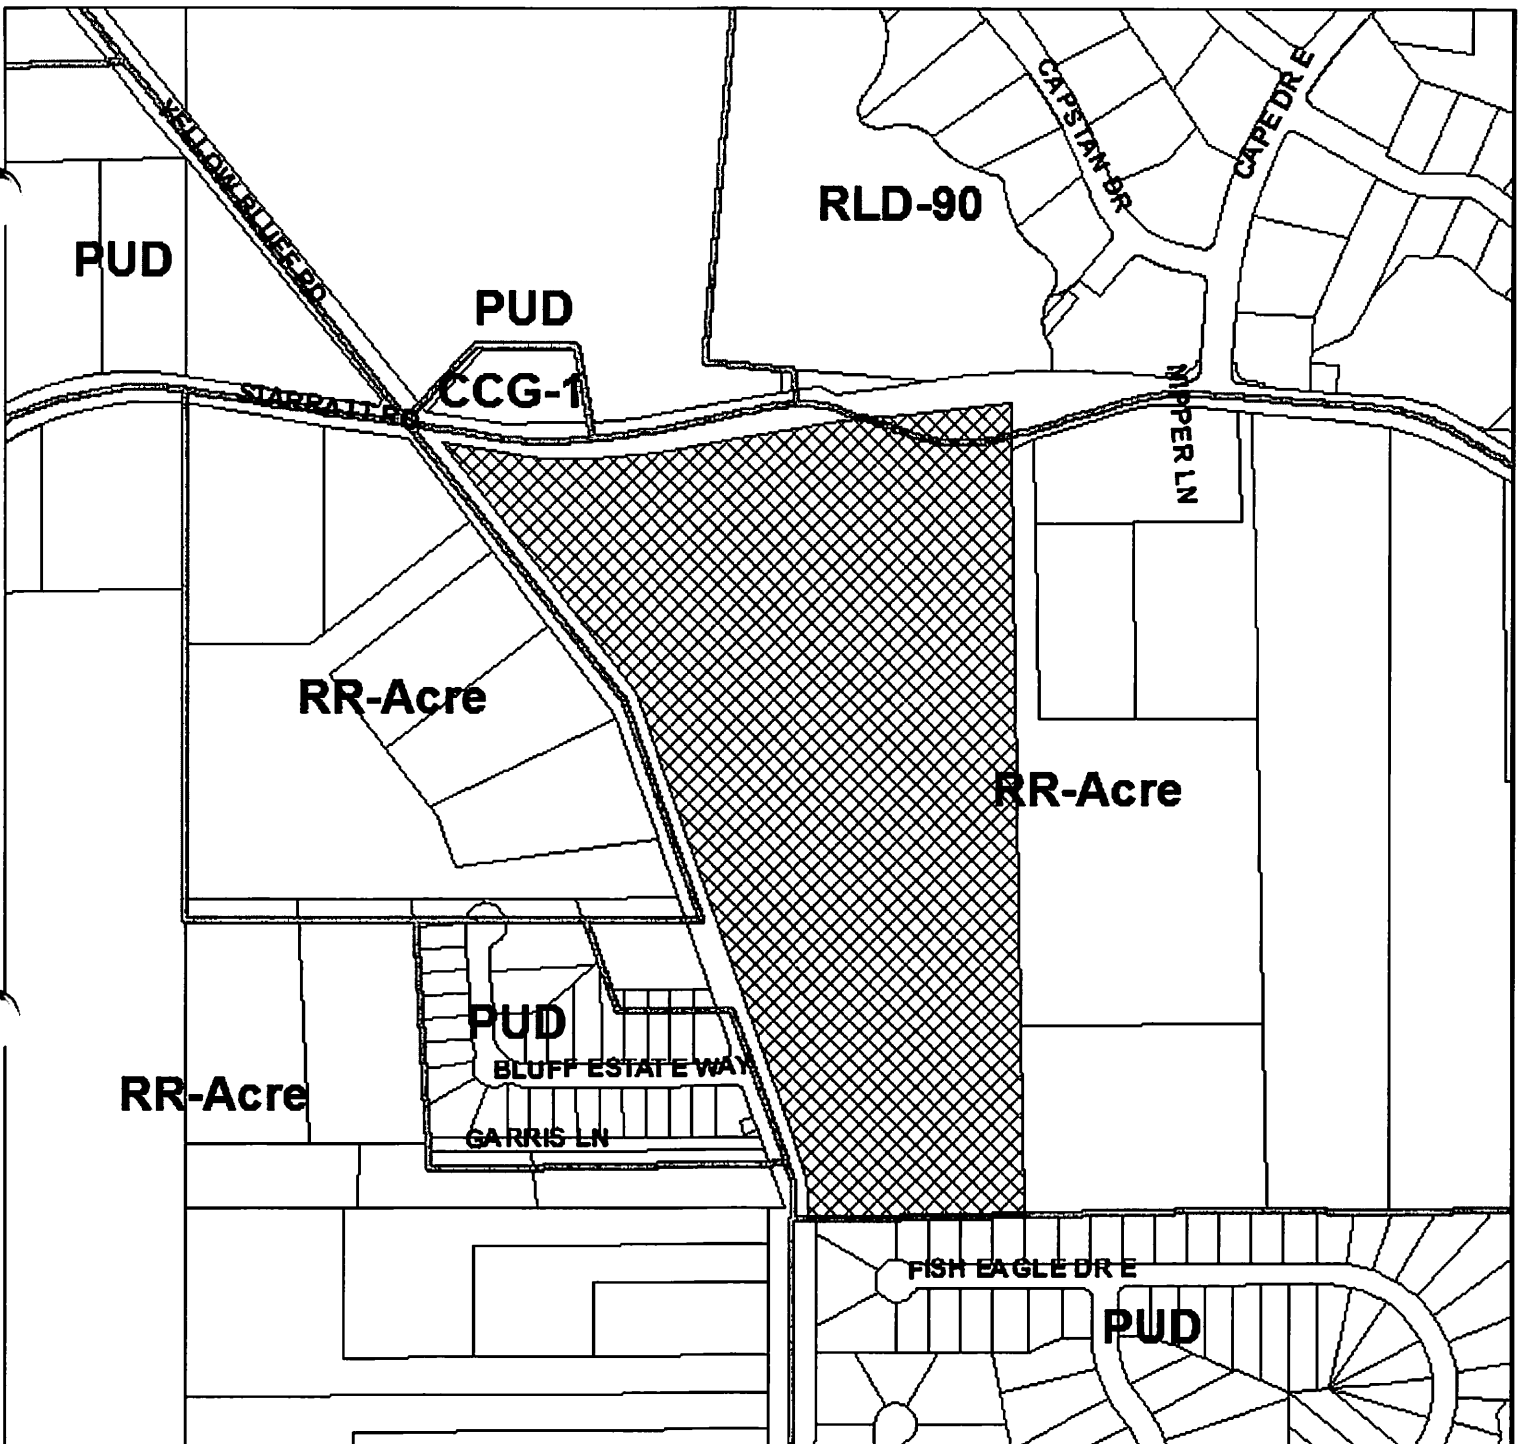 YELLOW BLUFF RD
CAPSTAN DR
CAPE DR E
RLD-90
PUD
PUD
CCG-1
STARRATT RD
NIPPER LN
RR-Acre
RR-Acre
PUD
BLUFF ESTATE WAY
RR-Acre
GARRIS LN
FISH EAGLE DR E
PUD